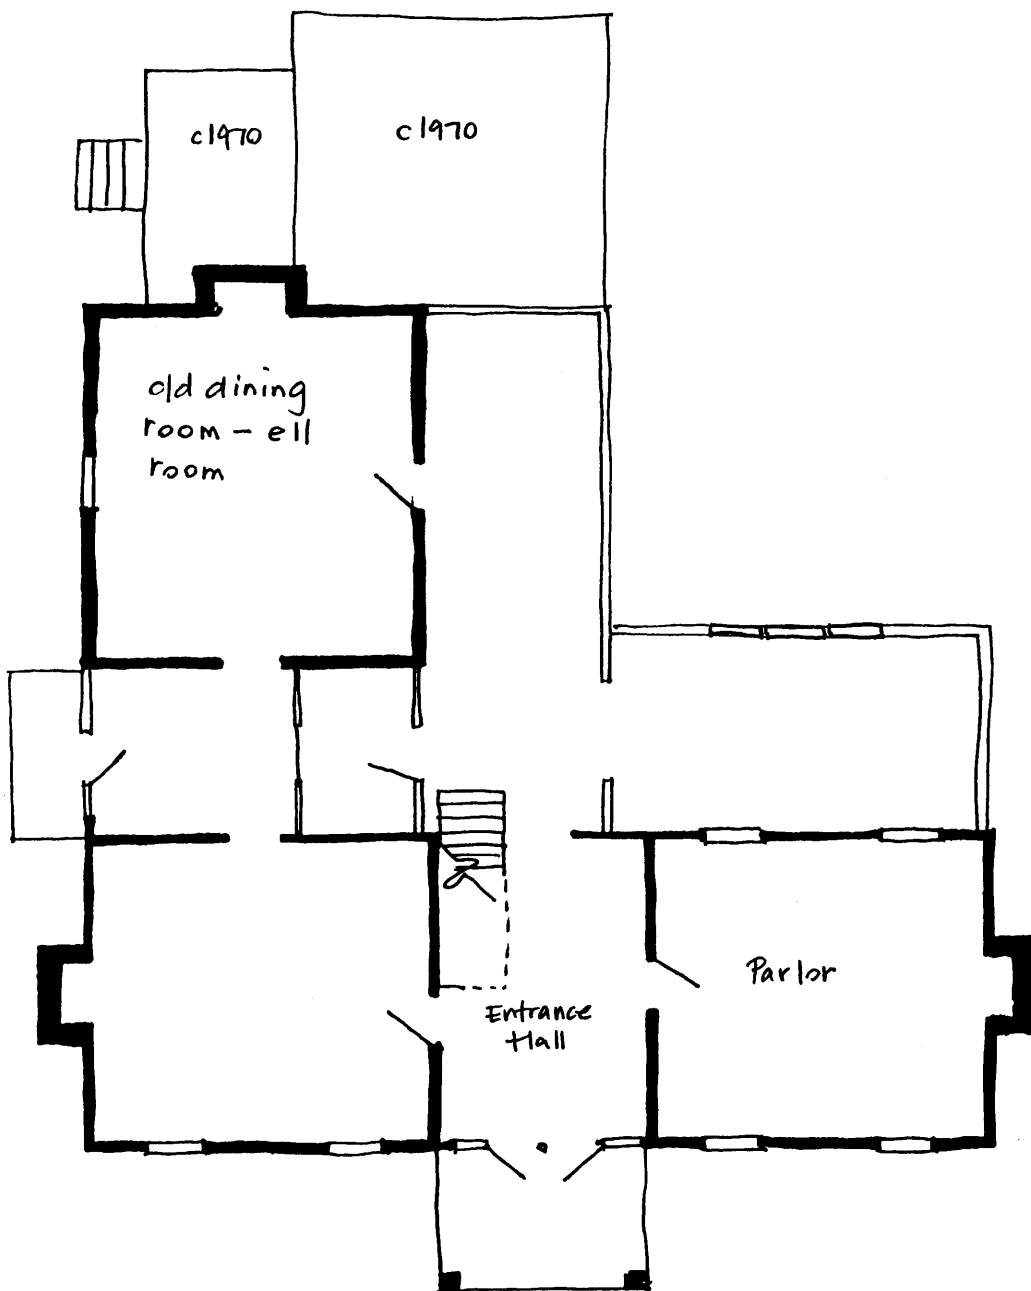 c1970
c1970
old dining
room - ell
room
Parlor
Entrance
Hall